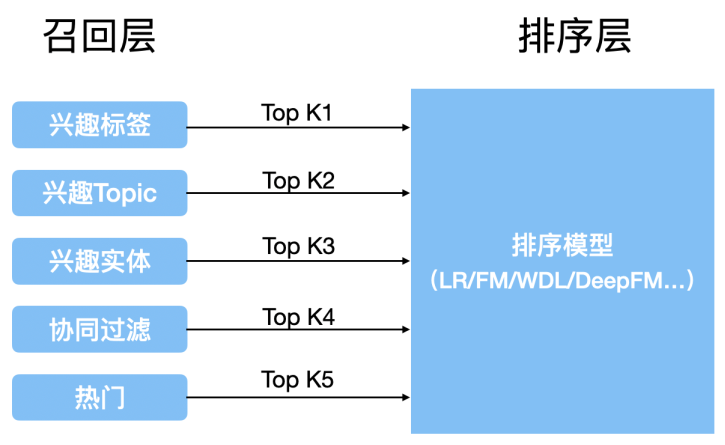 召回层
排序层
兴趣标签
Top K1
兴趣Topic
Top K2
兴趣实体
Top K3
协同过滤
Top K4
热门
Top K5
排序模型
（LR/FM/WDL/DeepFM…）